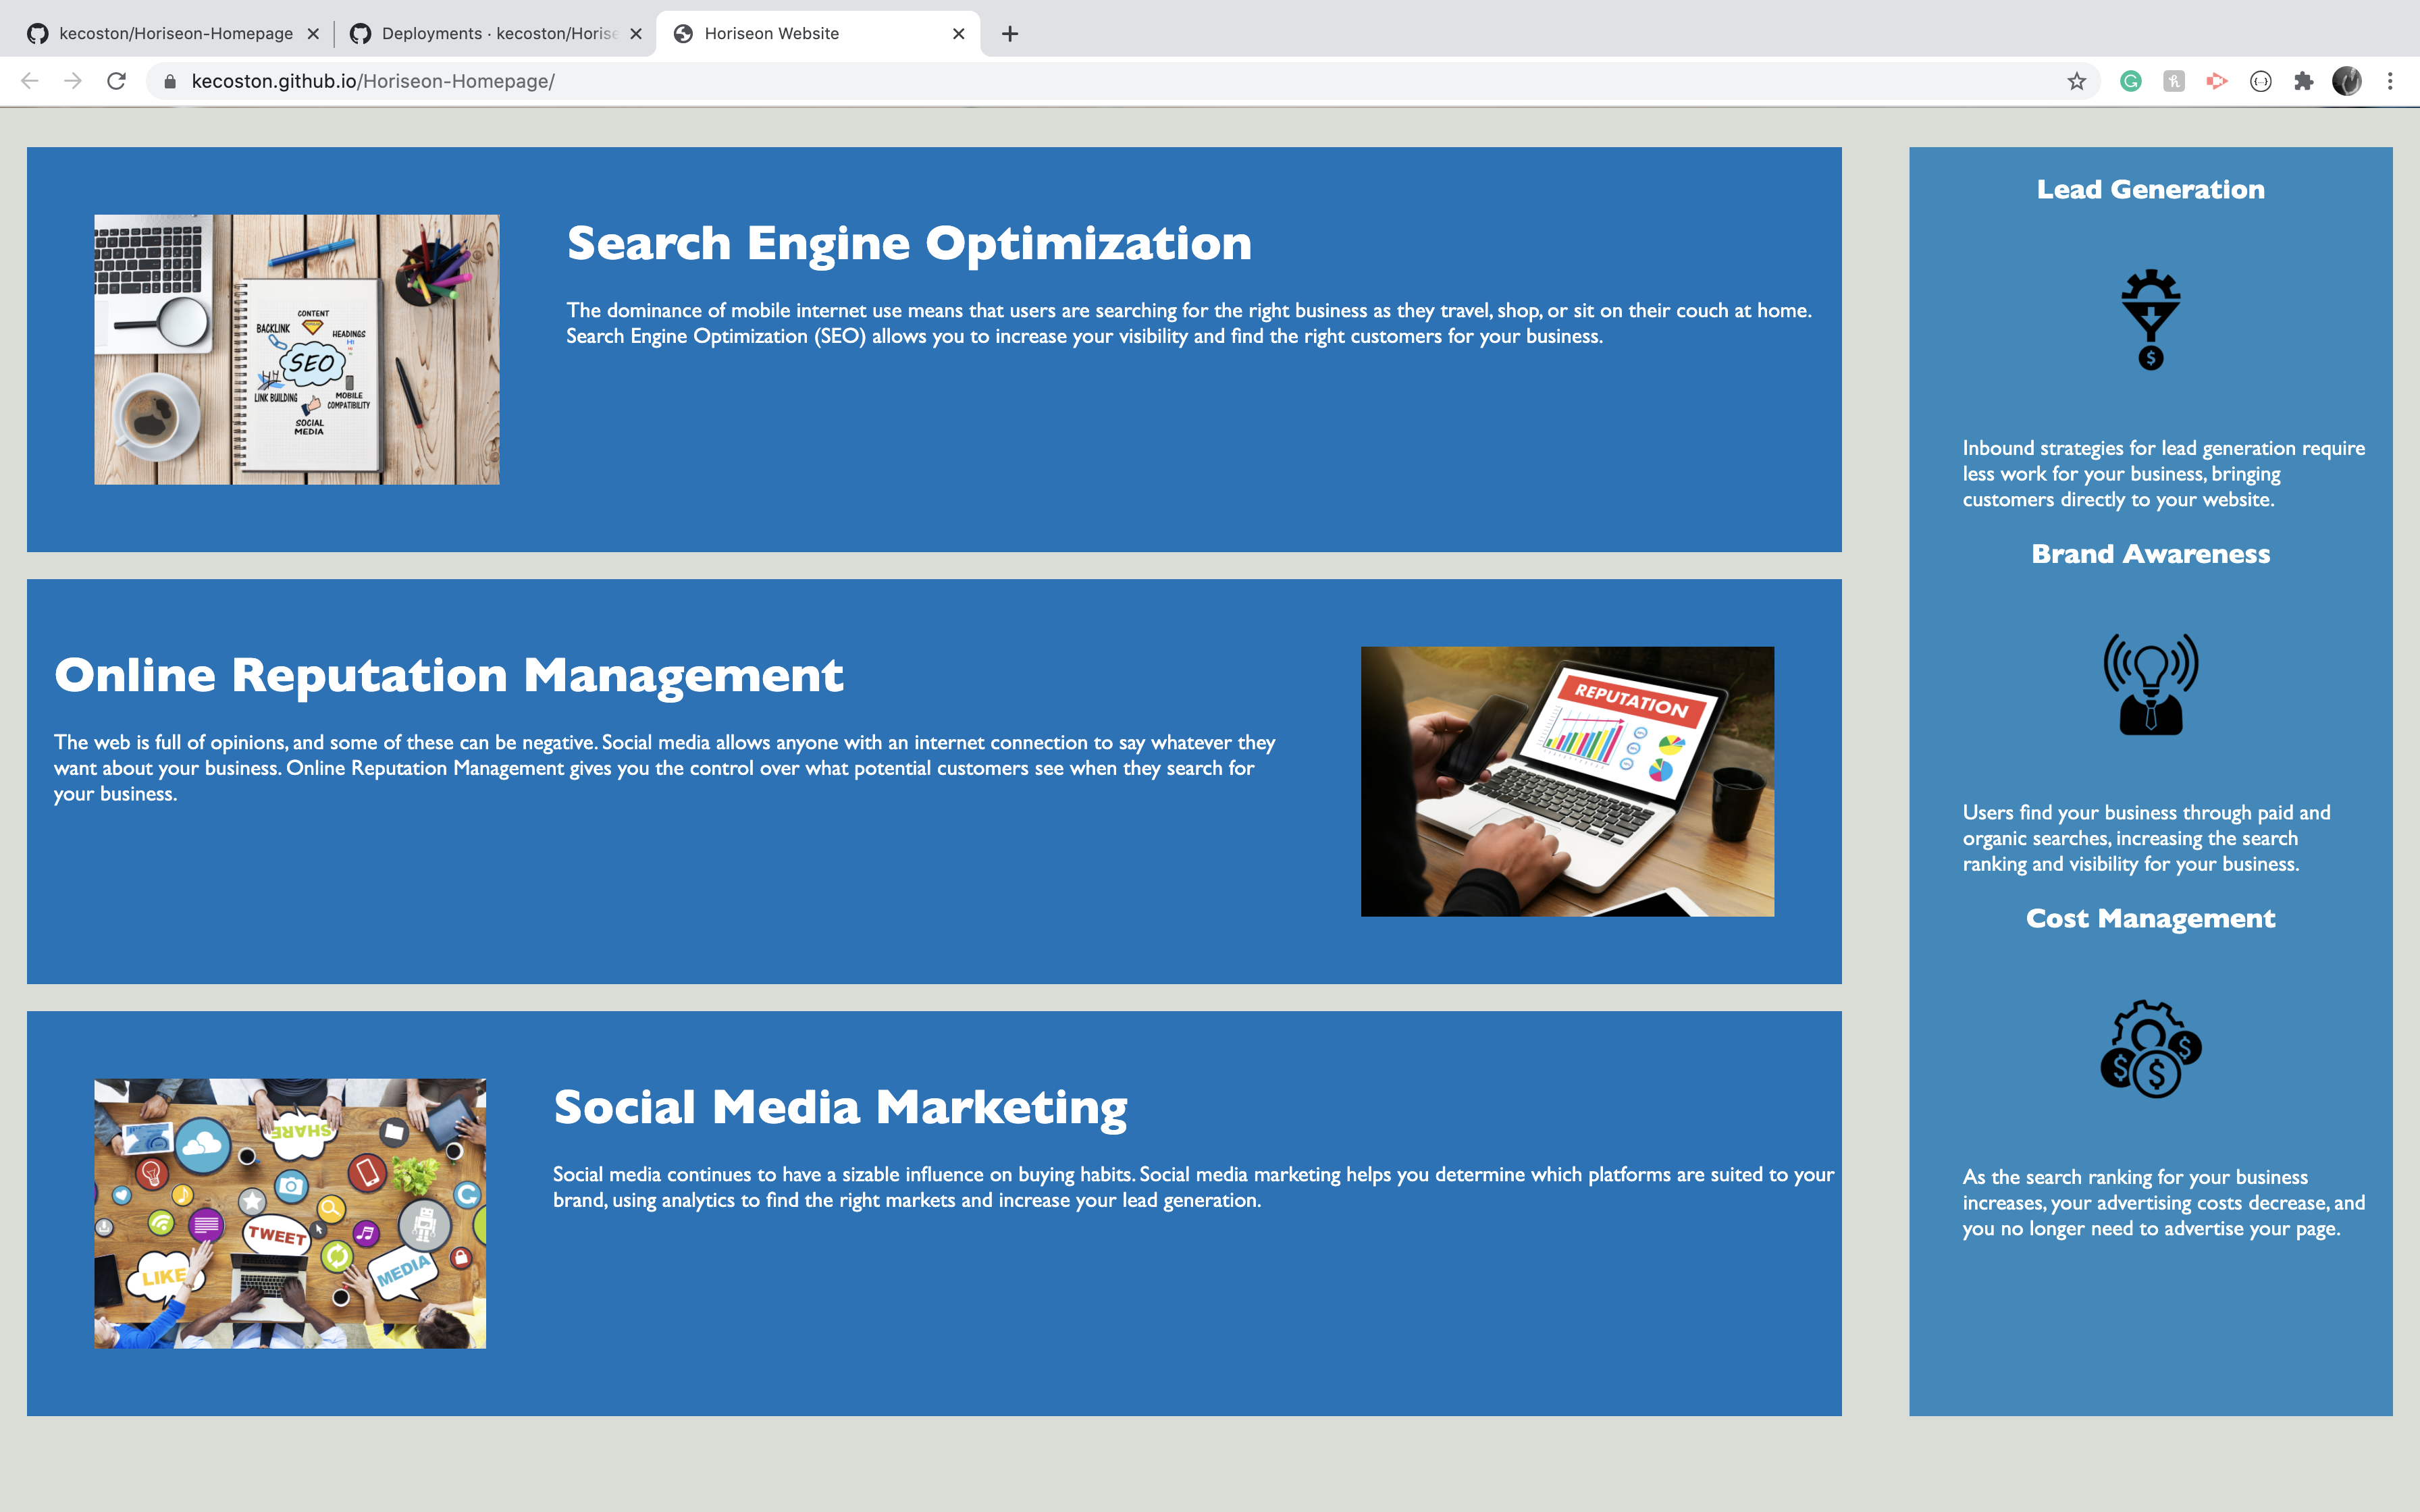 kecoston/Horiseon-Homepage
Deployments · kecoston/Horise
Horiseon Website
kecoston.github.io/Horiseon-Homepage/
Search Engine Optimization
The dominance of mobile internet use means that users are searching for the right business as they travel, shop, or sit on their couch at home.
Search Engine Optimization (SEO) allows you to increase your visibility and find the right customers for your business.
CONTENT
BACKLINK
HEADINGS
H1
SEO
LINK BUILDING
MOBILE
COMPATIBILITY
SOCIAL
MEDIA
Online Reputation Management
The web is full of opinions, and some of these can be negative. Social media allows anyone with an internet connection to say whatever they
want about your business. Online Reputation Management gives you the control over what potential customers see when they search for
your business.
REPUTATION
Social Media Marketing
Social media continues to have a sizable influence on buying habits. Social media marketing helps you determine which platforms are suited to your
brand, using analytics to find the right markets and increase your lead generation.
SHARE
TWEET
LIKE
MEDIA
Lead Generation
$
Inbound strategies for lead generation require
less work for your business, bringing
customers directly to your website.
Brand Awareness
Users find your business through paid and
organic searches, increasing the search
ranking and visibility for your business.
Cost Management
$ $ $
As the search ranking for your business
increases, your advertising costs decrease, and
you no longer need to advertise your page.